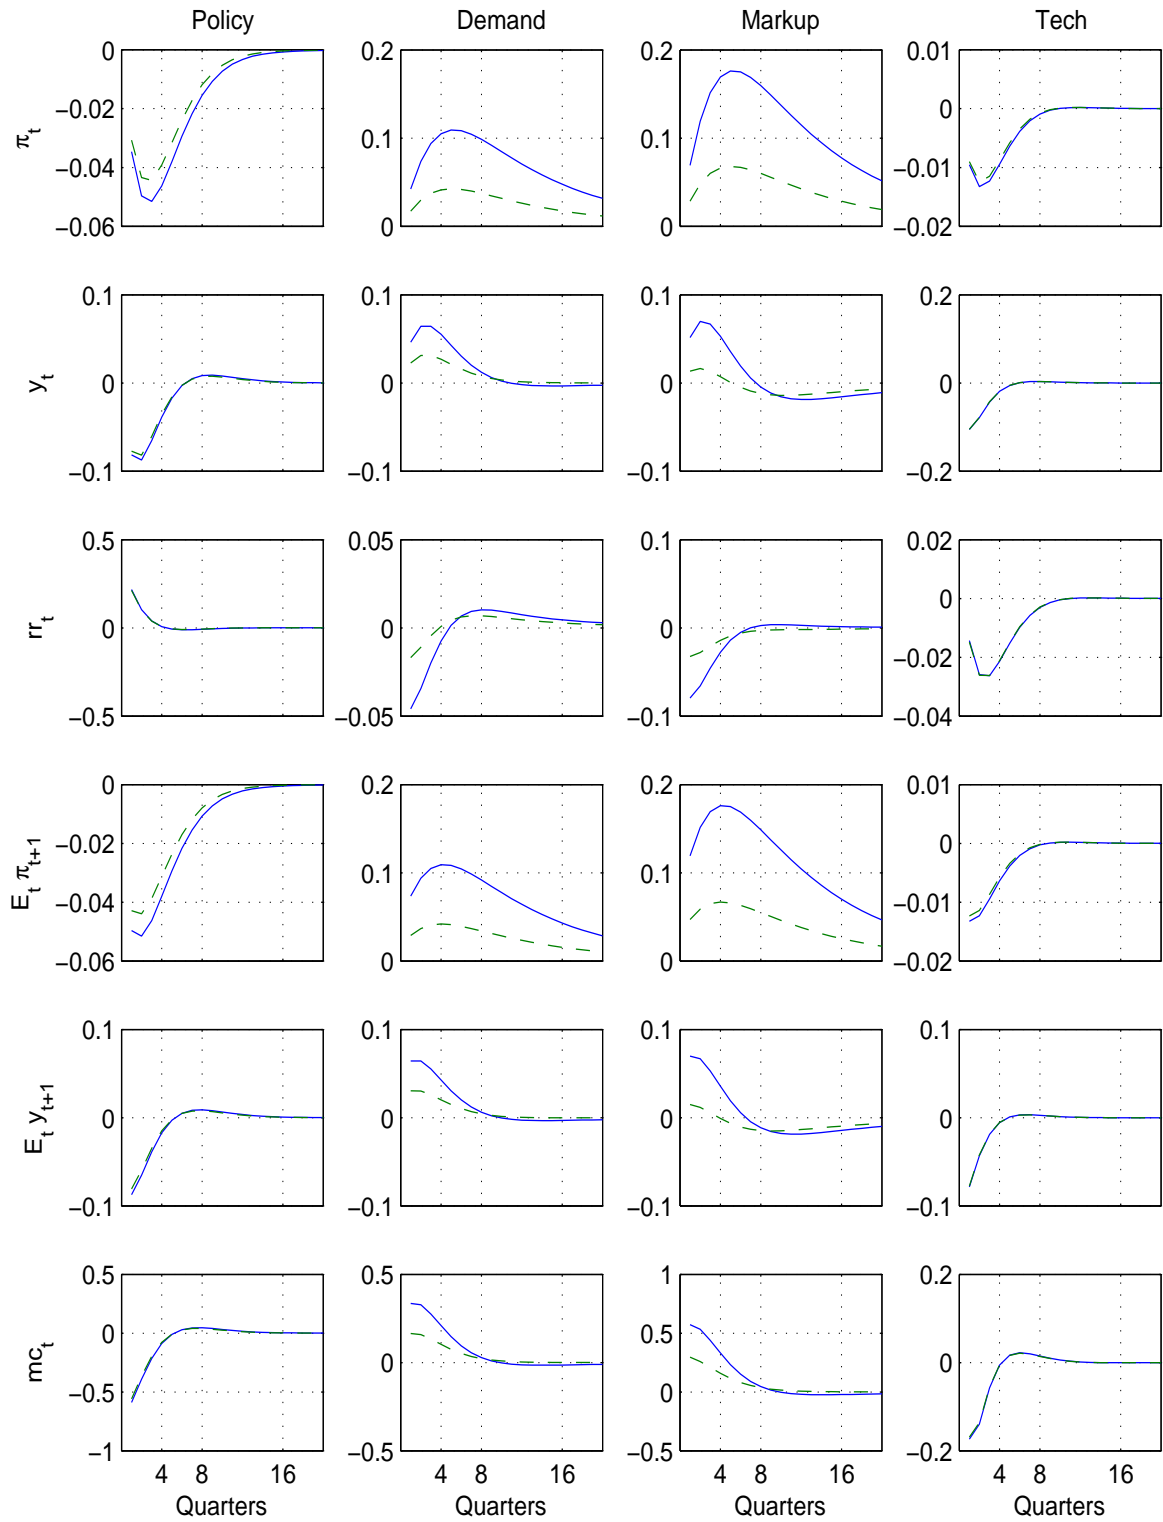 Policy Demand Markup Tech
0 0.2 0.2 0.01
−0.02 0
π_t 0.1 0.1
−0.04 −0.01
−0.06 0 0 −0.02
0.1 0.1 0.1 0.2
y_t 0 0 0 0
−0.1 −0.1 −0.1 −0.2
0.5 0.05 0.1 0.02
0
rr_t 0 0 0
−0.02
−0.5 −0.05 −0.1 −0.04
0 0.2 0.2 0.01
−0.02 0
E_t π_{t+1} 0.1 0.1
−0.04 −0.01
−0.06 0 0 −0.02
0.1 0.1 0.1 0.2
E_t y_{t+1} 0 0 0 0
−0.1 −0.1 −0.1 −0.2
0.5 0.5 1 0.2
0 0.5
mc_t 0 0
−0.5 0
−1 −0.5 −0.5 −0.2
4 8 16 4 8 16 4 8 16 4 8 16
Quarters Quarters Quarters Quarters